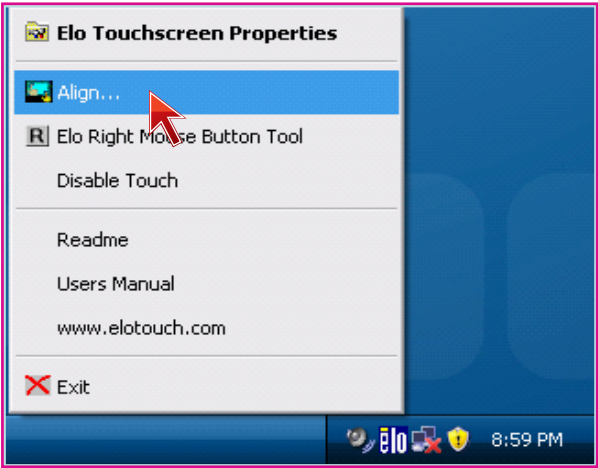 Elo Touchscreen Properties
Align...
R Elo Right Mouse Button Tool
Disable Touch
Readme
Users Manual
www.elotouch.com
Exit
elo 8:59 PM